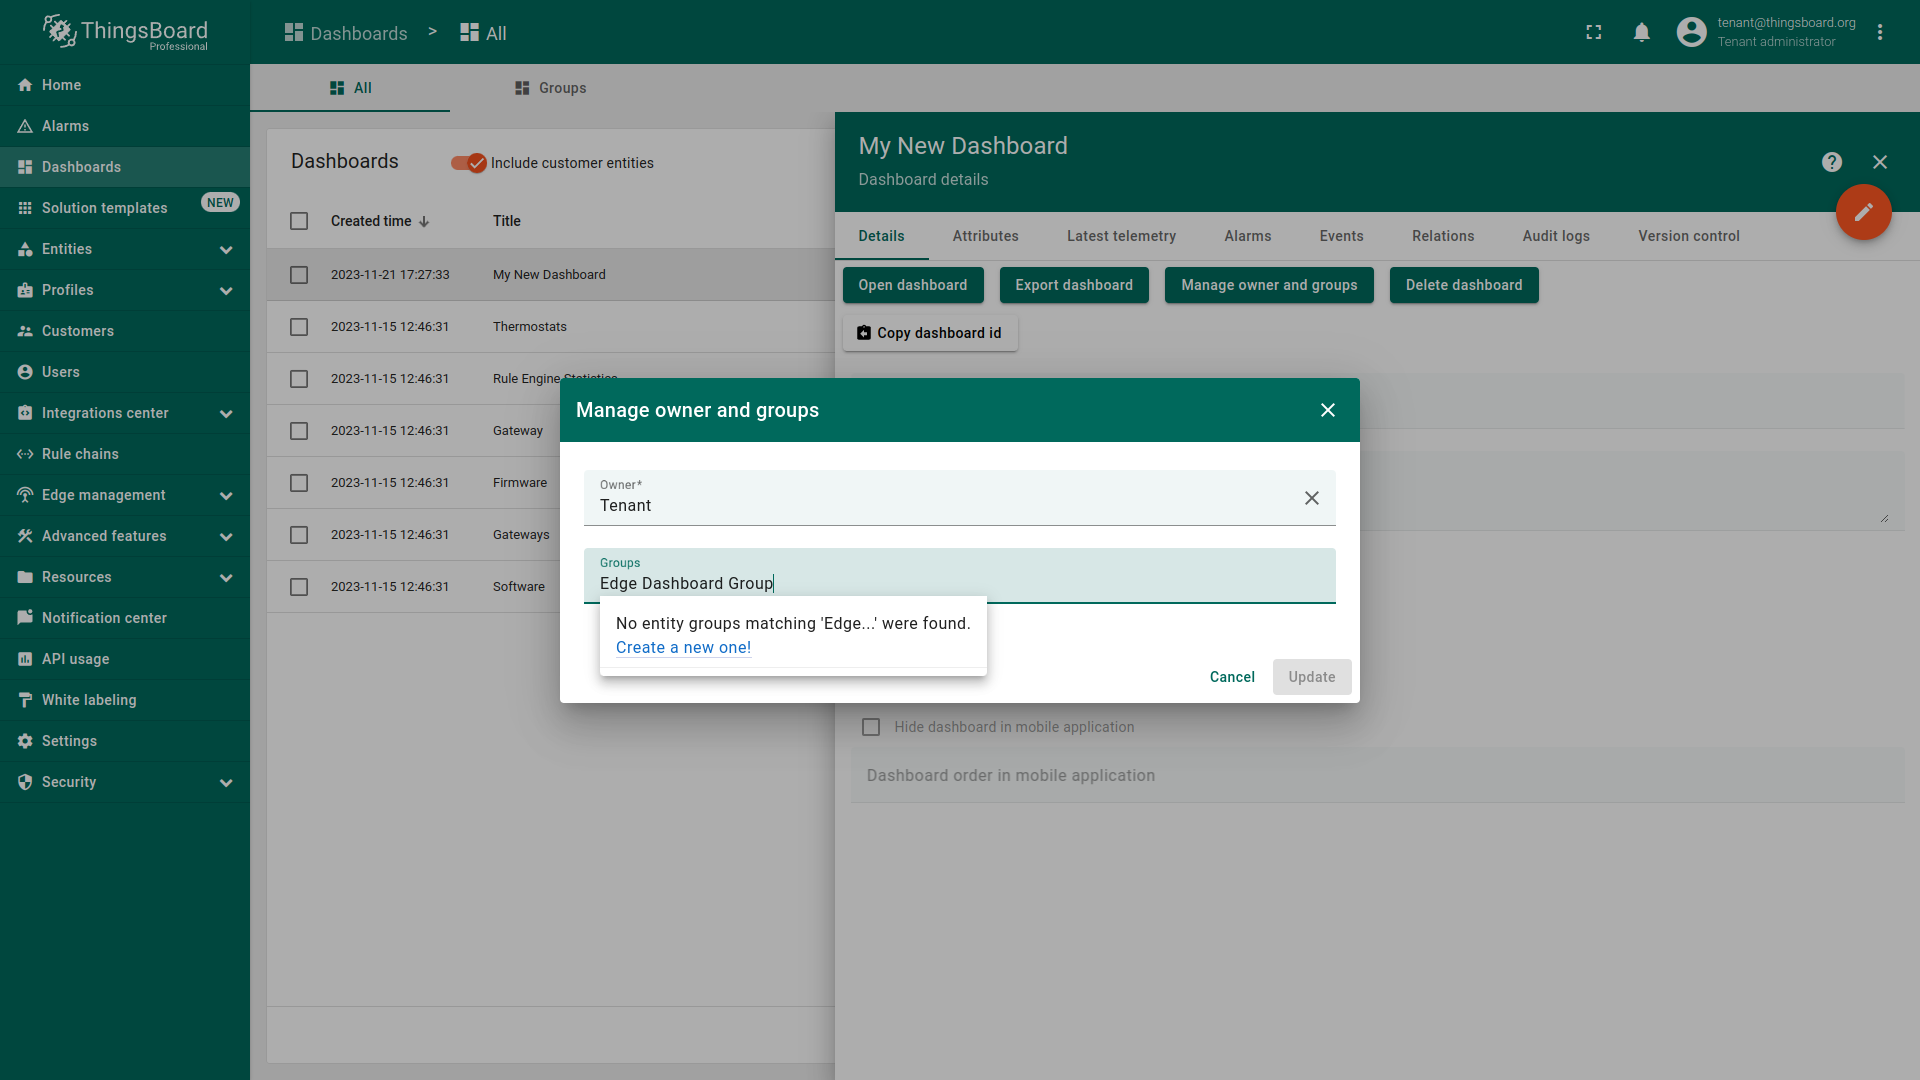 ThingsBoard
Professional
Dashboards > All
tenant@thingsboard.org
Tenant administrator
Home
Alarms
Dashboards
Solution templates NEW
Entities
Profiles
Customers
Users
Integrations center
Rule chains
Edge management
Advanced features
Resources
Notification center
API usage
White labeling
Settings
Security
All Groups
Dashboards Include customer entities
Created time Title
2023-11-21 17:27:33 My New Dashboard
2023-11-15 12:46:31 Thermostats
2023-11-15 12:46:31 Rule Engine Statistics
2023-11-15 12:46:31 Gateway
2023-11-15 12:46:31 Firmware
2023-11-15 12:46:31 Gateways
2023-11-15 12:46:31 Software
My New Dashboard
Dashboard details
Details Attributes Latest telemetry Alarms Events Relations Audit logs Version control
Open dashboard Export dashboard Manage owner and groups Delete dashboard
Copy dashboard id
Manage owner and groups
Owner*
Tenant
Groups
Edge Dashboard Group
No entity groups matching 'Edge...' were found.
Create a new one!
Cancel Update
Hide dashboard in mobile application
Dashboard order in mobile application